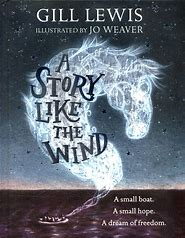 GILL LEWIS
ILLUSTRATED BY JO WEAVER
A
STORY
LIKE
THE
WIND
A small boat.
A small hope.
A dream of freedom.